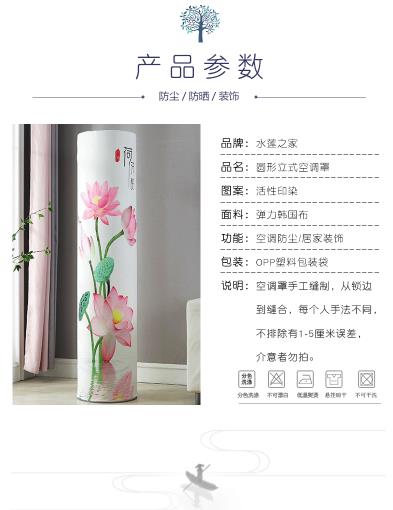 产品参数
防尘/防晒/装饰
荷
品牌：水莲之家
品名：圆形立式空调罩
图案：活性印染
面料：弹力韩国布
功能：空调防尘/居家装饰
包装：OPP塑料包装袋
说明：空调罩手工缝制，从锁边
到缝合，每个人手法不同，
不排除有1-5厘米误差，
介意者勿拍。
分色
洗涤
分色洗涤 不可漂白 低温熨烫 悬挂晾干 不可干洗